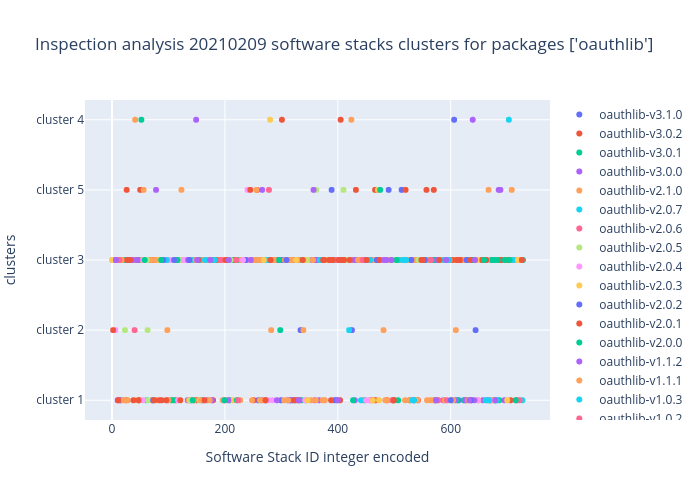 Inspection analysis 20210209 software stacks clusters for packages ['oauthlib']
cluster 4
cluster 5
cluster 3
cluster 2
cluster 1
clusters
0
200
400
600
Software Stack ID integer encoded
oauthlib-v3.1.0
oauthlib-v3.0.2
oauthlib-v3.0.1
oauthlib-v3.0.0
oauthlib-v2.1.0
oauthlib-v2.0.7
oauthlib-v2.0.6
oauthlib-v2.0.5
oauthlib-v2.0.4
oauthlib-v2.0.3
oauthlib-v2.0.2
oauthlib-v2.0.1
oauthlib-v2.0.0
oauthlib-v1.1.2
oauthlib-v1.1.1
oauthlib-v1.0.3
oauthlib-v1.0.2